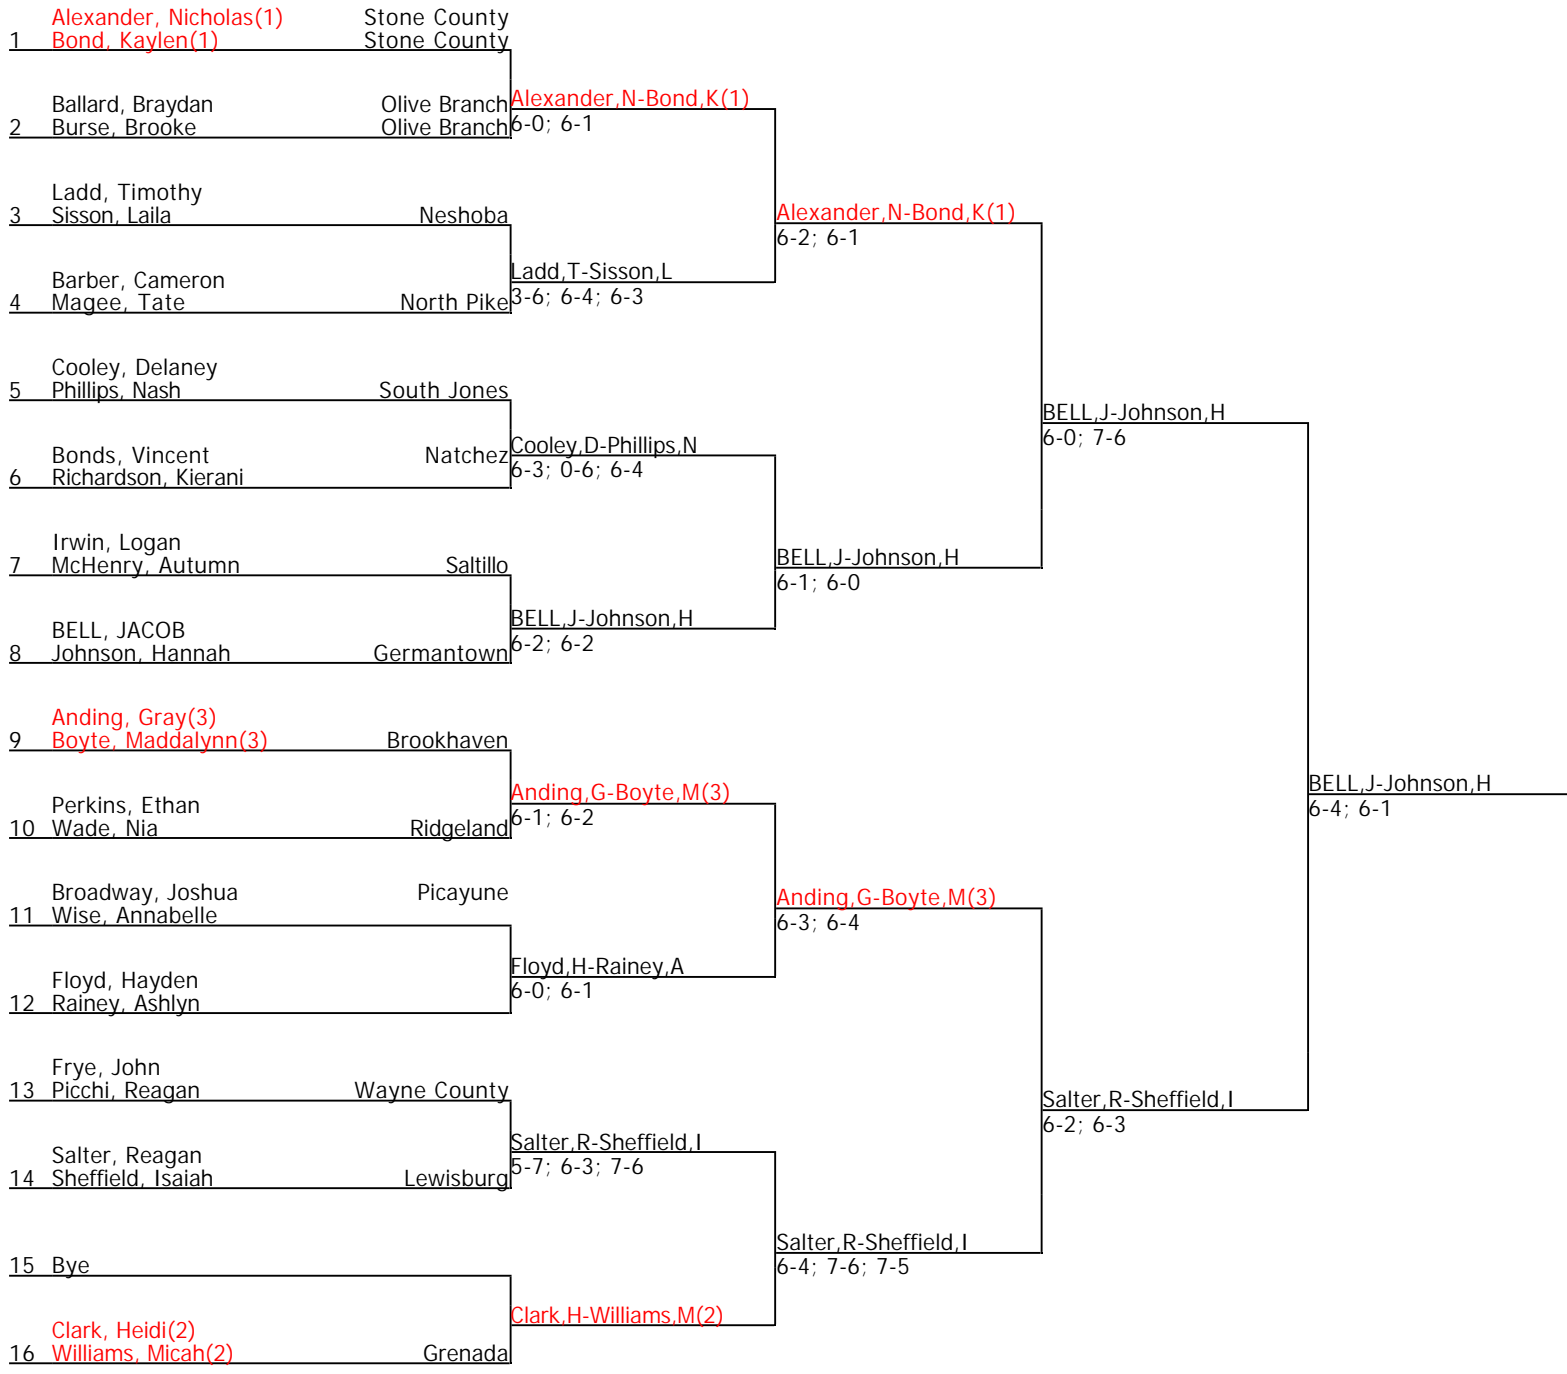 Alexander, Nicholas(1) Stone County
1 Bond, Kaylen(1) Stone County
Ballard, Braydan Olive Branch
2 Burse, Brooke Olive Branch
Alexander,N-Bond,K(1)
6-0; 6-1
Ladd, Timothy
3 Sisson, Laila Neshoba
Alexander,N-Bond,K(1)
6-2; 6-1
Barber, Cameron
4 Magee, Tate North Pike
Ladd,T-Sisson,L
3-6; 6-4; 6-3
Cooley, Delaney
5 Phillips, Nash South Jones
BELL,J-Johnson,H
6-0; 7-6
Bonds, Vincent Natchez
6 Richardson, Kierani
Cooley,D-Phillips,N
6-3; 0-6; 6-4
Irwin, Logan
7 McHenry, Autumn Saltillo
BELL,J-Johnson,H
6-1; 6-0
BELL, JACOB
8 Johnson, Hannah Germantown
BELL,J-Johnson,H
6-2; 6-2
Anding, Gray(3)
9 Boyte, Maddalynn(3) Brookhaven
Perkins, Ethan
10 Wade, Nia Ridgeland
Anding,G-Boyte,M(3)
6-1; 6-2
BELL,J-Johnson,H
6-4; 6-1
Broadway, Joshua Picayune
11 Wise, Annabelle
Anding,G-Boyte,M(3)
6-3; 6-4
Floyd, Hayden
12 Rainey, Ashlyn
Floyd,H-Rainey,A
6-0; 6-1
Frye, John
13 Picchi, Reagan Wayne County
Salter,R-Sheffield,I
6-2; 6-3
Salter, Reagan
14 Sheffield, Isaiah Lewisburg
Salter,R-Sheffield,I
5-7; 6-3; 7-6
15 Bye
Salter,R-Sheffield,I
6-4; 7-6; 7-5
Clark, Heidi(2)
16 Williams, Micah(2) Grenada
Clark,H-Williams,M(2)